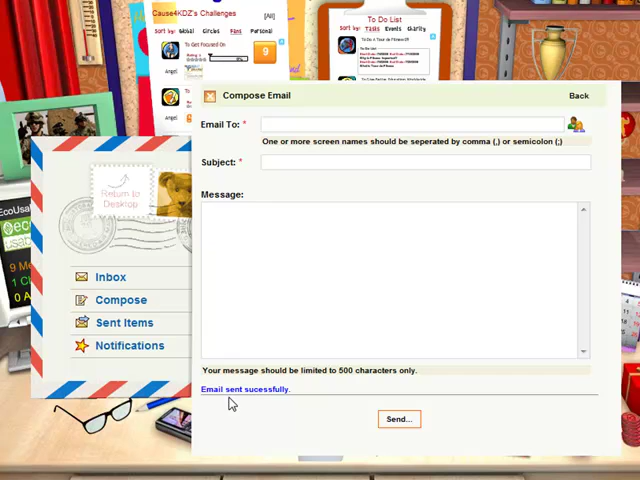 Cause4KDZ's Challenges
[All]
Sort by: Global Circles Fans Personal
To Get Focused On
9
Angel
Angel
To Do List
Sort by: Tasks Events Charity
Compose Email
Back
Email To: *
One or more screen names should be seperated by comma (,) or semicolon (;)
Subject: *
Message:
Return to
Desktop
Inbox
Compose
Sent Items
Notifications
Your message should be limited to 500 characters only.
Email sent sucessfully.
Send...